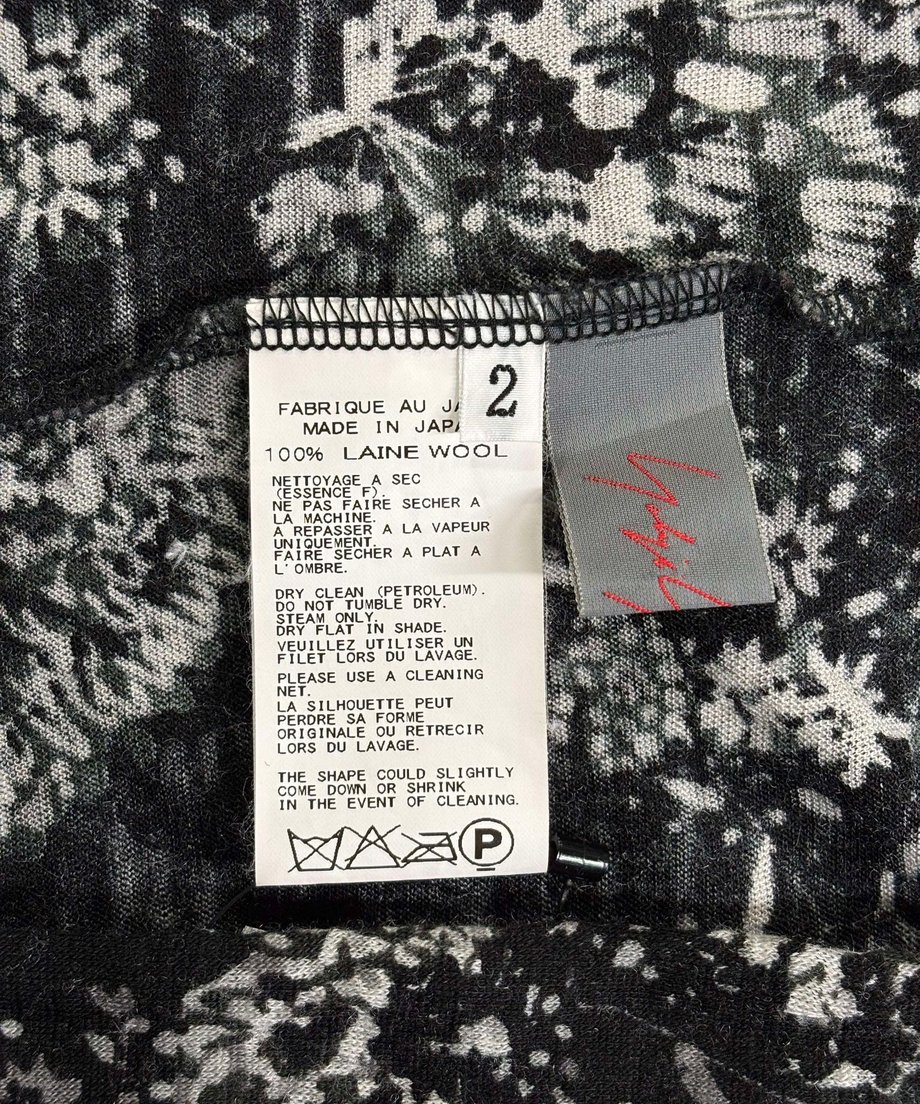 2
FABRIQUE AU JA
MADE IN JAPA
100% LAINE WOOL
NETTOYAGE A SEC
(ESSENCE F).
NE PAS FAIRE SECHER A
LA MACHINE.
A REPASSER A LA VAPEUR
UNIQUEMENT.
FAIRE SECHER A PLAT A
L'OMBRE.
DRY CLEAN (PETROLEUM).
DO NOT TUMBLE DRY.
STEAM ONLY.
DRY FLAT IN SHADE.
VEUILLEZ UTILISER UN
FILET LORS DU LAVAGE.
PLEASE USE A CLEANING
NET.
LA SILHOUETTE PEUT
PERDRE SA FORME
ORIGINALE OU RETRECIR
LORS DU LAVAGE.
THE SHAPE COULD SLIGHTLY
COME DOWN OR SHRINK
IN THE EVENT OF CLEANING.
P